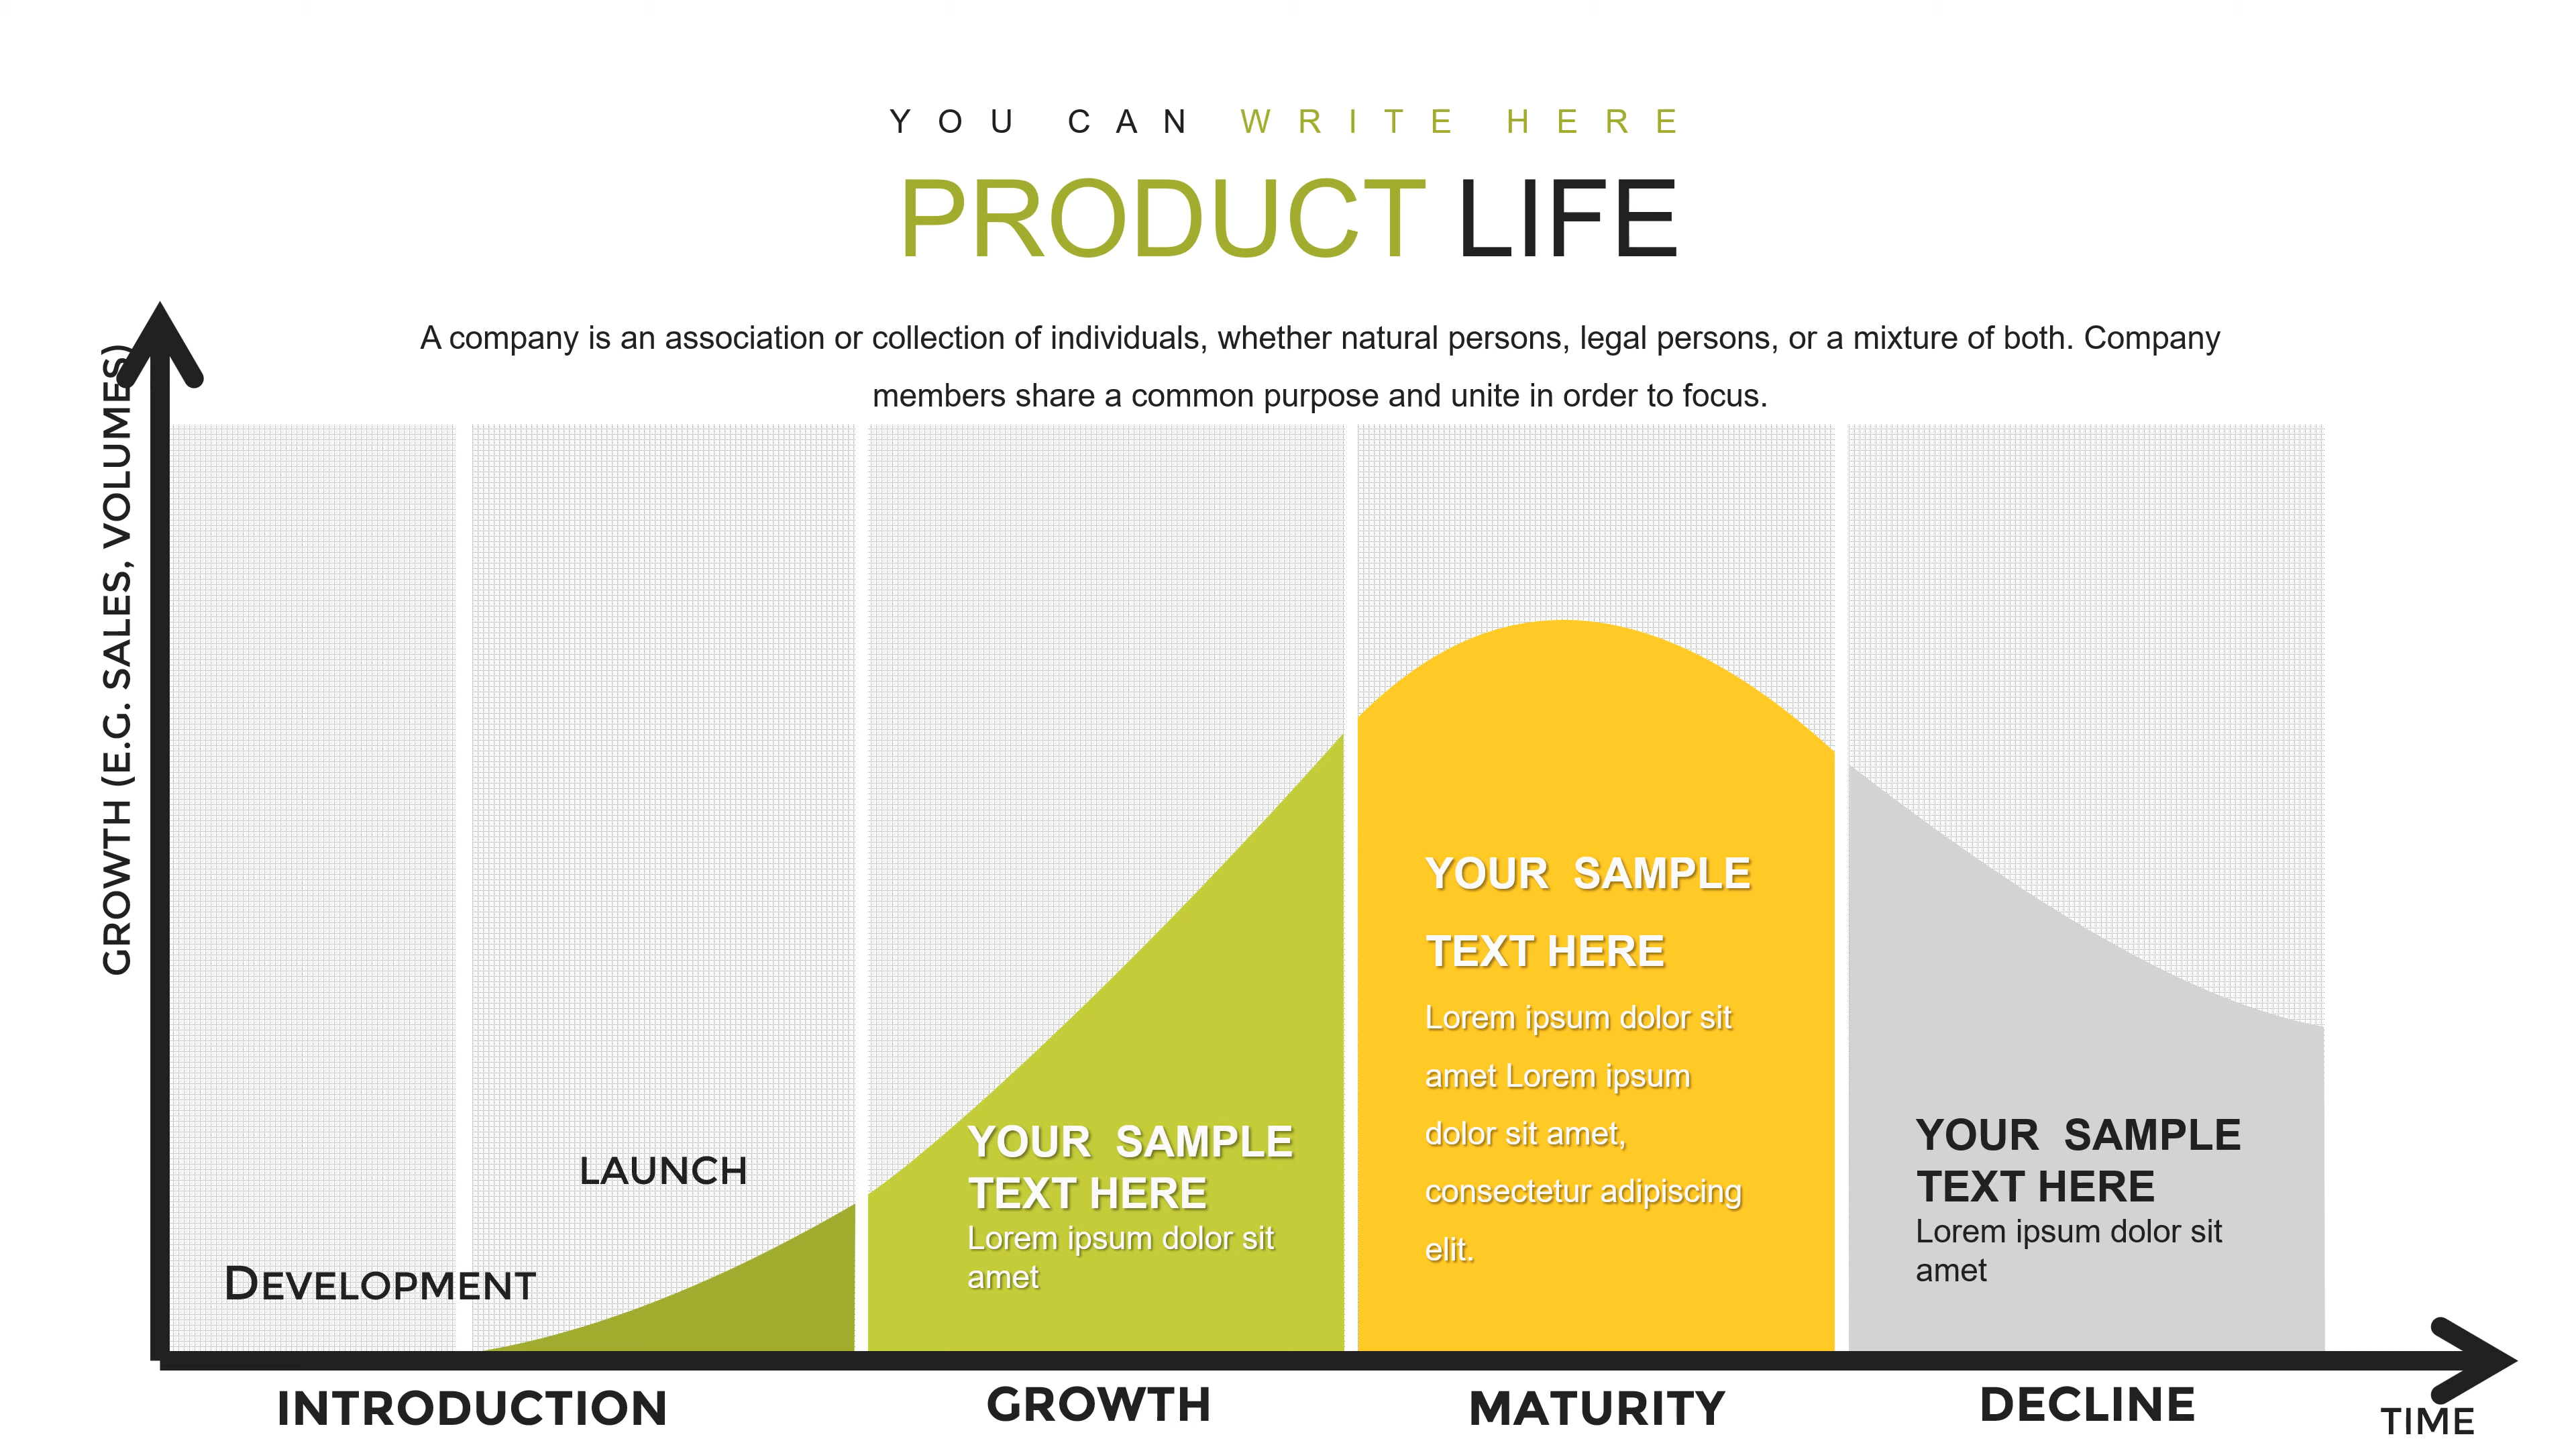 YOU CAN WRITE HERE
PRODUCT LIFE
A company is an association or collection of individuals, whether natural persons, legal persons, or a mixture of both. Company
members share a common purpose and unite in order to focus.
GROWTH (E.G. SALES, VOLUMES)
DEVELOPMENT
LAUNCH
YOUR SAMPLE
TEXT HERE
Lorem ipsum dolor sit
amet
YOUR SAMPLE
TEXT HERE
Lorem ipsum dolor sit
amet Lorem ipsum
dolor sit amet,
consectetur adipiscing
elit.
YOUR SAMPLE
TEXT HERE
Lorem ipsum dolor sit
amet
INTRODUCTION
GROWTH
MATURITY
DECLINE
TIME